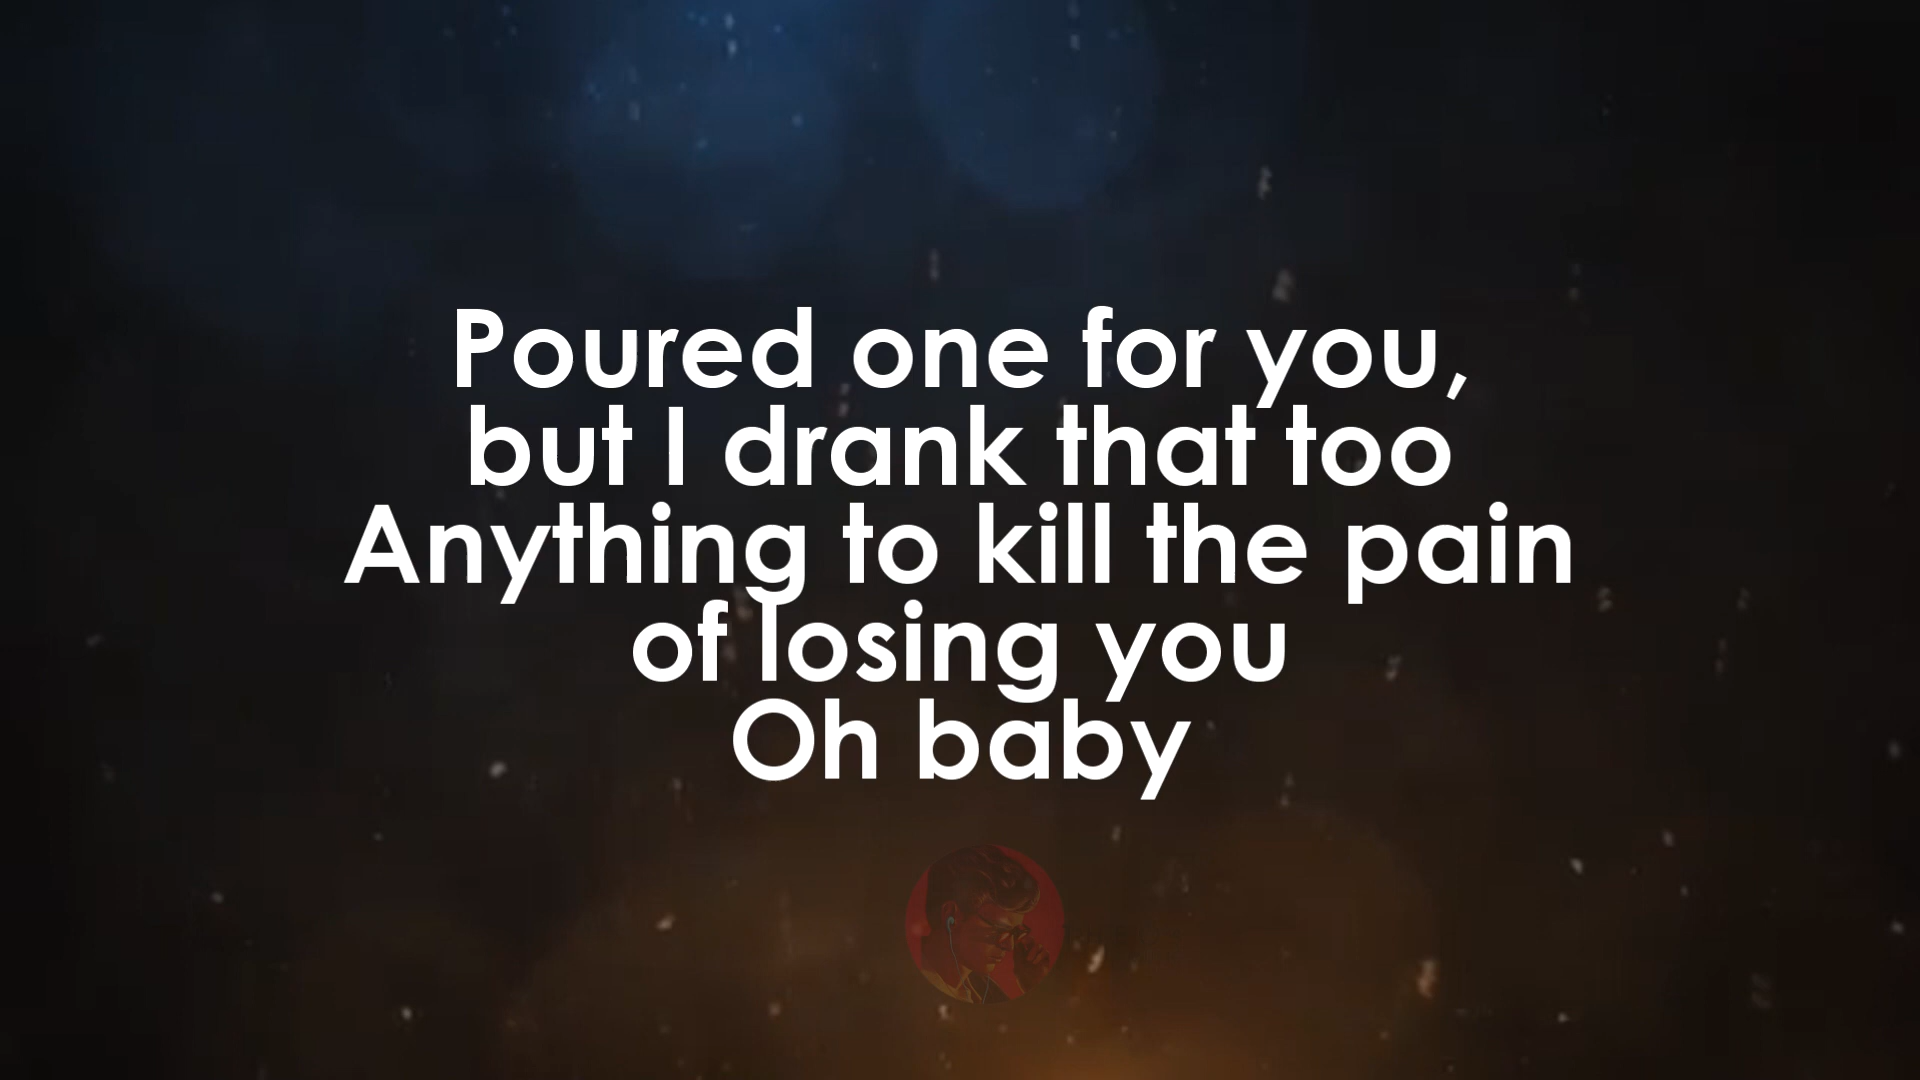 Poured one for you,
but I drank that too
Anything to kill the pain
of losing you
Oh baby